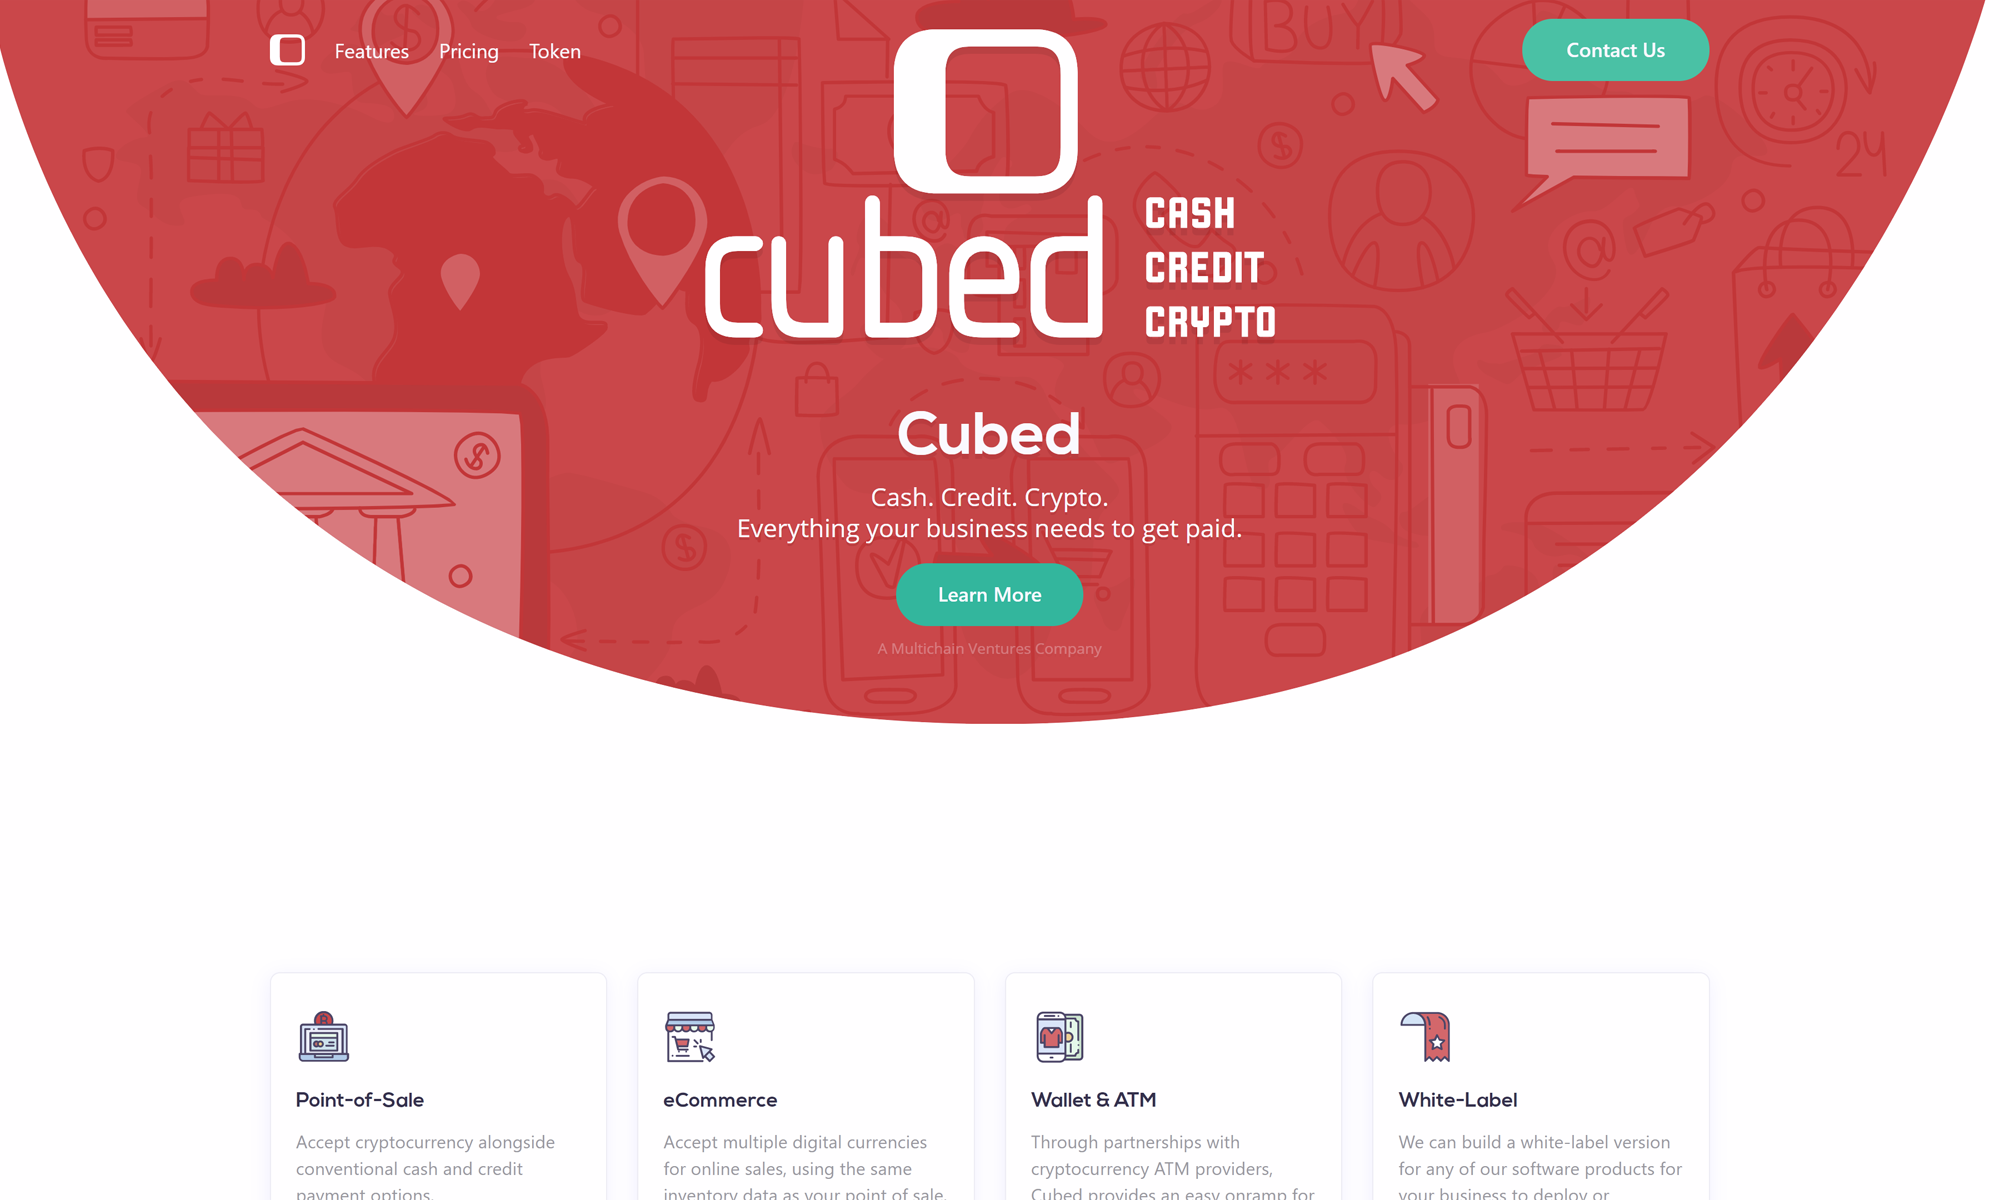 Features
Pricing
Token
Contact Us
BUY
24
cubed
CASH
CREDIT
CRYPTO
***
Cubed
Cash. Credit. Crypto.
Everything your business needs to get paid.
Learn More
A Multichain Ventures Company
Point-of-Sale
Accept cryptocurrency alongside
conventional cash and credit
payment options.
eCommerce
Accept multiple digital currencies
for online sales, using the same
inventory data as your point of sale.
Wallet & ATM
Through partnerships with
cryptocurrency ATM providers,
Cubed provides an easy onramp for
White-Label
We can build a white-label version
for any of our software products for
your business to deploy or